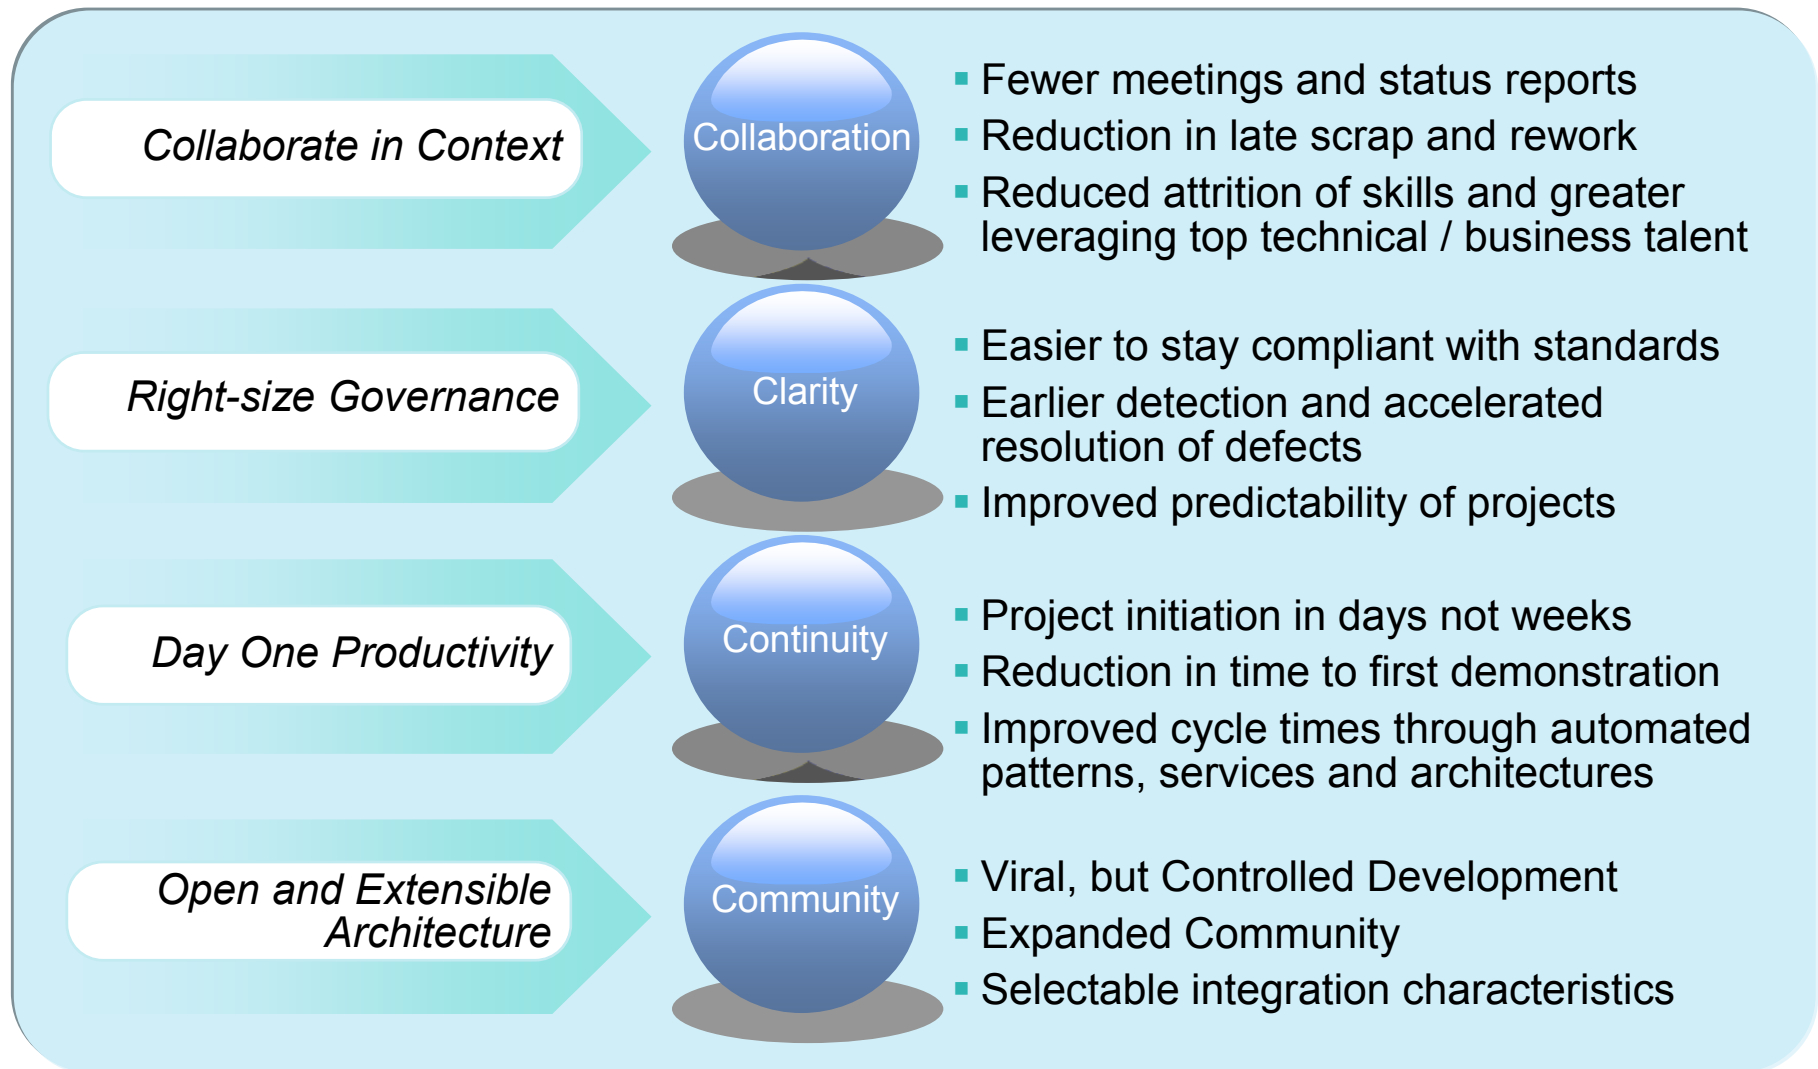 Collaborate in Context
Collaboration
▪ Fewer meetings and status reports
▪ Reduction in late scrap and rework
▪ Reduced attrition of skills and greater
leveraging top technical / business talent
Right-size Governance
Clarity
▪ Easier to stay compliant with standards
▪ Earlier detection and accelerated
resolution of defects
▪ Improved predictability of projects
Day One Productivity
Continuity
▪ Project initiation in days not weeks
▪ Reduction in time to first demonstration
▪ Improved cycle times through automated
patterns, services and architectures
Open and Extensible
Architecture
Community
▪ Viral, but Controlled Development
▪ Expanded Community
▪ Selectable integration characteristics